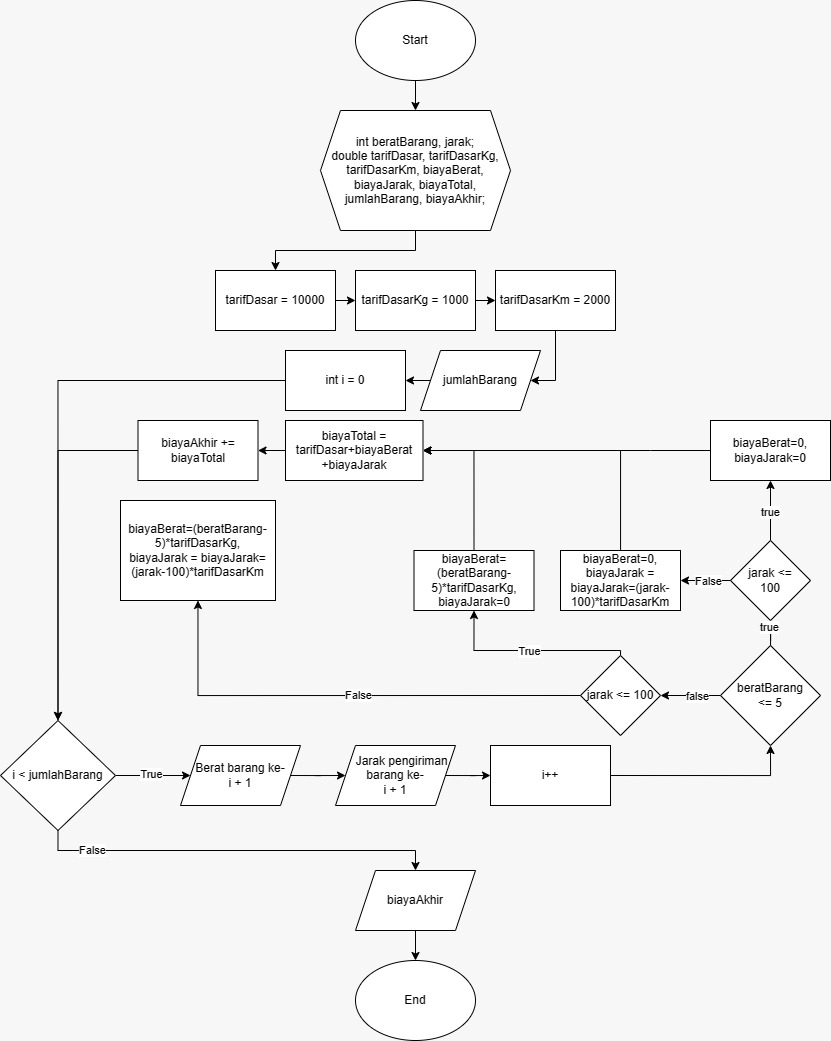 Start
int beratBarang, jarak;
double tarifDasar, tarifDasarKg,
tarifDasarKm, biayaBerat,
biayaJarak, biayaTotal,
jumlahBarang, biayaAkhir;
tarifDasar = 10000
tarifDasarKg = 1000
tarifDasarKm = 2000
jumlahBarang
int i = 0
biayaAkhir +=
biayaTotal
biayaTotal =
tarifDasar+biayaBerat
+biayaJarak
biayaBerat=0,
biayaJarak=0
true
biayaBerat=(beratBarang-
5)*tarifDasarKg,
biayaJarak = biayaJarak=
(jarak-100)*tarifDasarKm
biayaBerat=
(beratBarang-
5)*tarifDasarKg,
biayaJarak=0
biayaBerat=0,
biayaJarak =
biayaJarak=(jarak-
100)*tarifDasarKm
False
jarak <=
100
true
True
False
jarak <= 100
false
beratBarang
<= 5
i < jumlahBarang
True
Berat barang ke-
i + 1
Jarak pengiriman
barang ke-
i + 1
i++
False
biayaAkhir
End